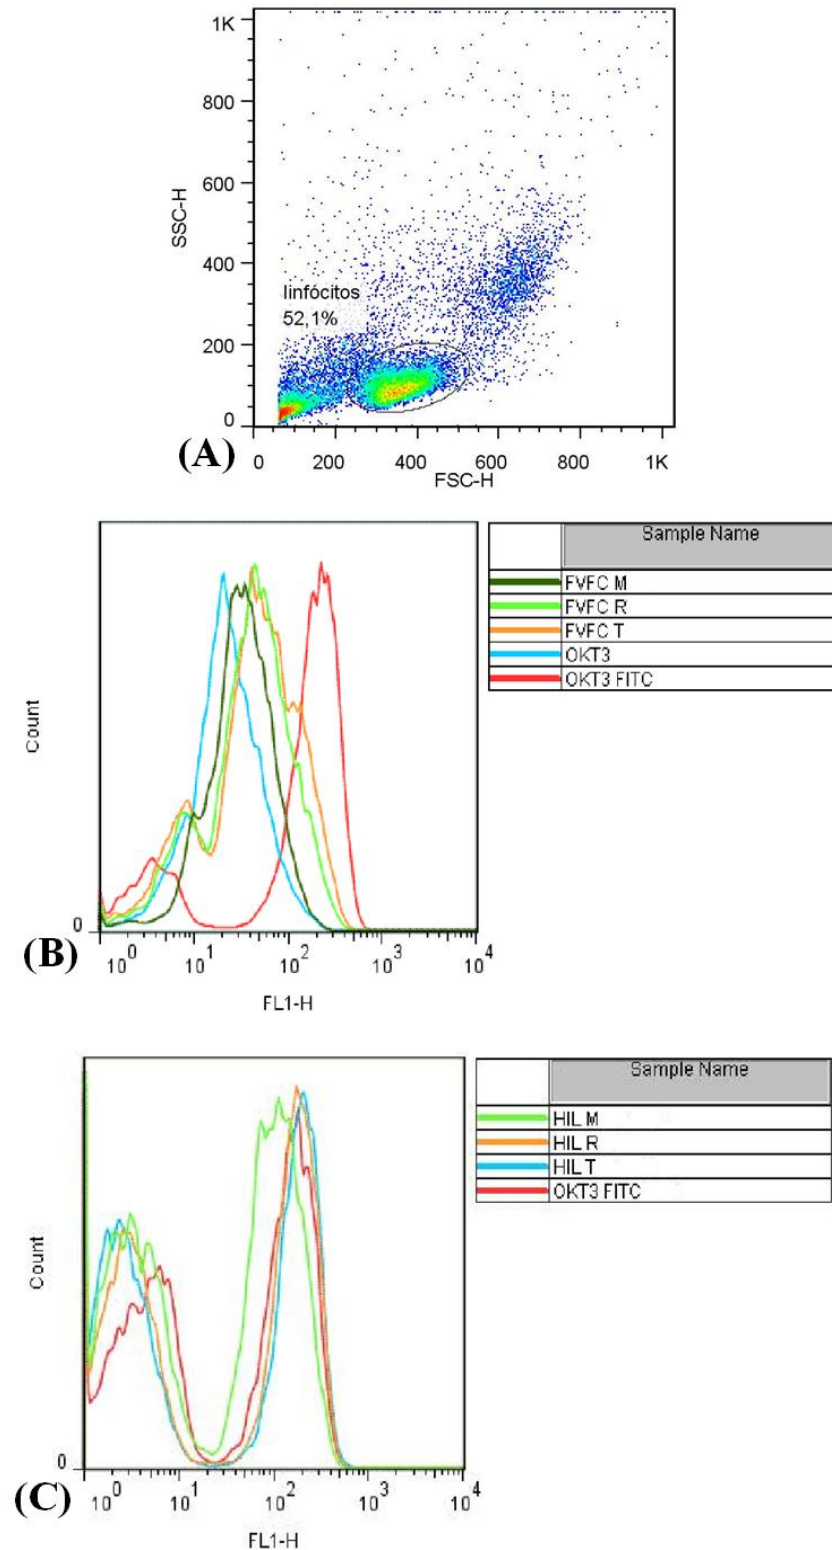 1K
800
600
400
200
0
SSC-H
linfócitos
52,1%
0 200 400 600 800 1K
FSC-H
(A)
Count
0
10^0 10^1 10^2 10^3 10^4
FL1-H
(B)
Sample Name
FVFC M
FVFC R
FVFC T
OKT3
OKT3 FITC
Count
0
10^0 10^1 10^2 10^3 10^4
FL1-H
(C)
Sample Name
HIL M
HIL R
HIL T
OKT3 FITC